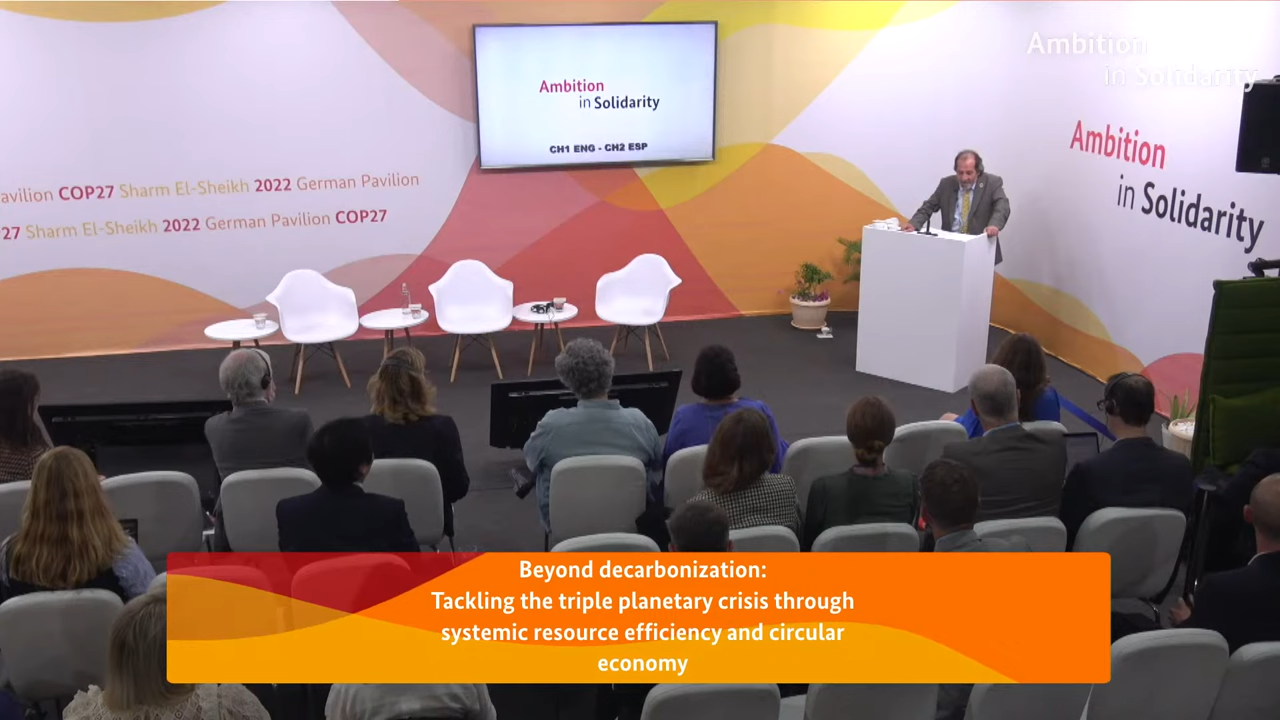 Ambition
in Solidarity
Ambition
in Solidarity
CH1 ENG - CH2 ESP
Ambition
in Solidarity
avilion COP27 Sharm El-Sheikh 2022 German Pavilion
27 Sharm El-Sheikh 2022 German Pavilion COP27
Beyond decarbonization:
Tackling the triple planetary crisis through
systemic resource efficiency and circular
economy